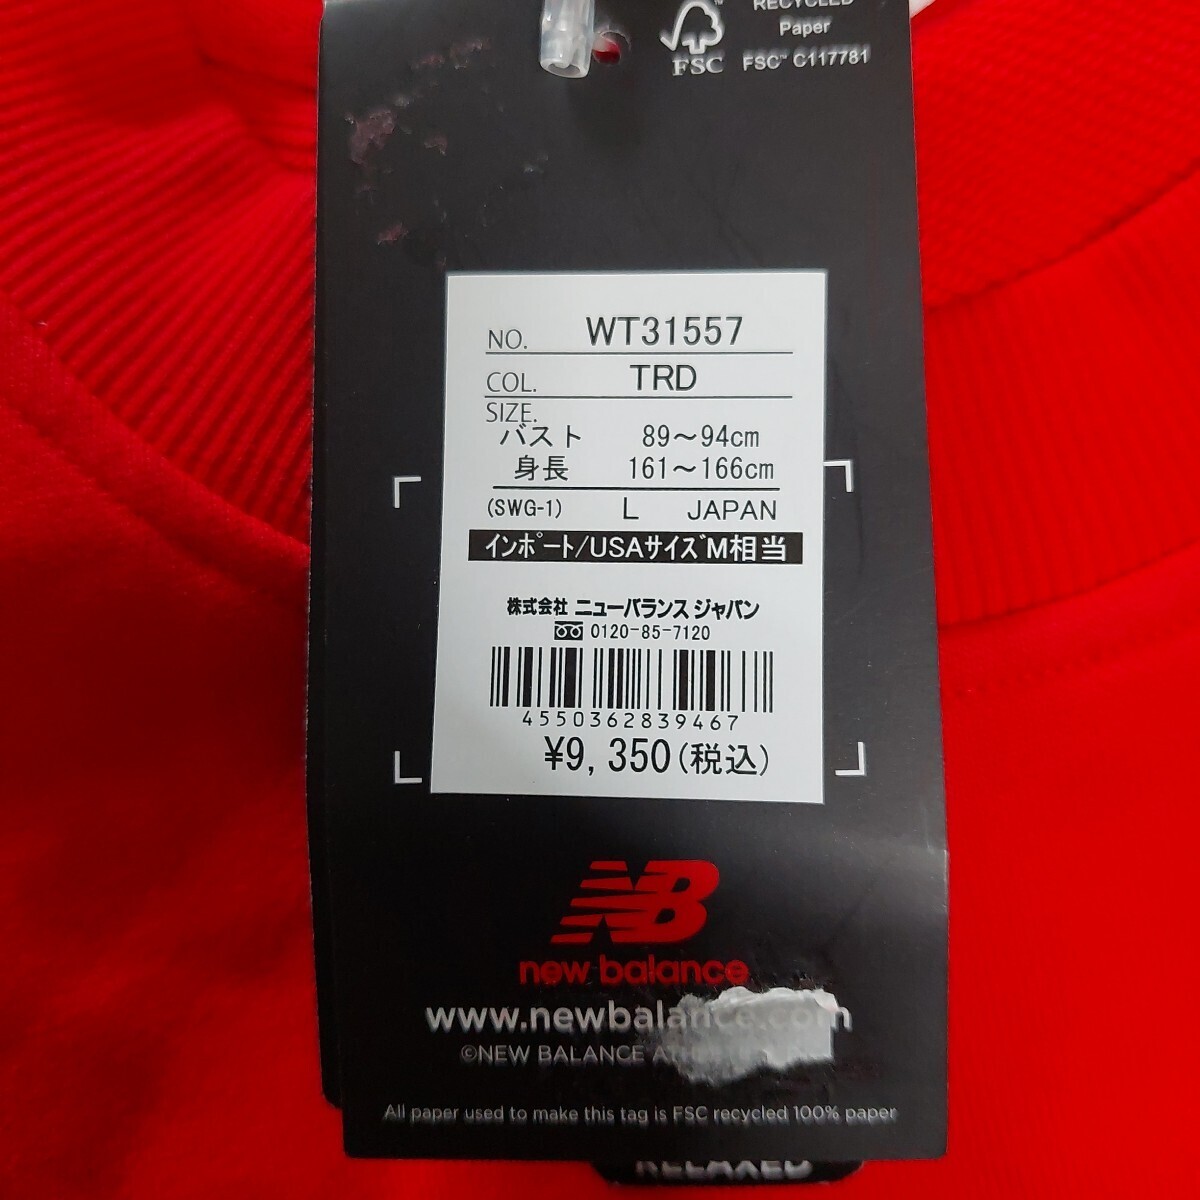 RECYCLED
Paper
FSC™ C117781
FSC
NO. WT31557
COL. TRD
SIZE.
バスト 89～94cm
身長 161～166cm
(SWG-1) L JAPAN
インポート/USAサイズM相当
株式会社 ニューバランス ジャパン
0120-85-7120
4550362839467
¥9,350(税込)
NB
new balance
www.newbalance.com
©NEW BALANCE
All paper used to make this tag is FSC recycled 100% paper
RELAXED